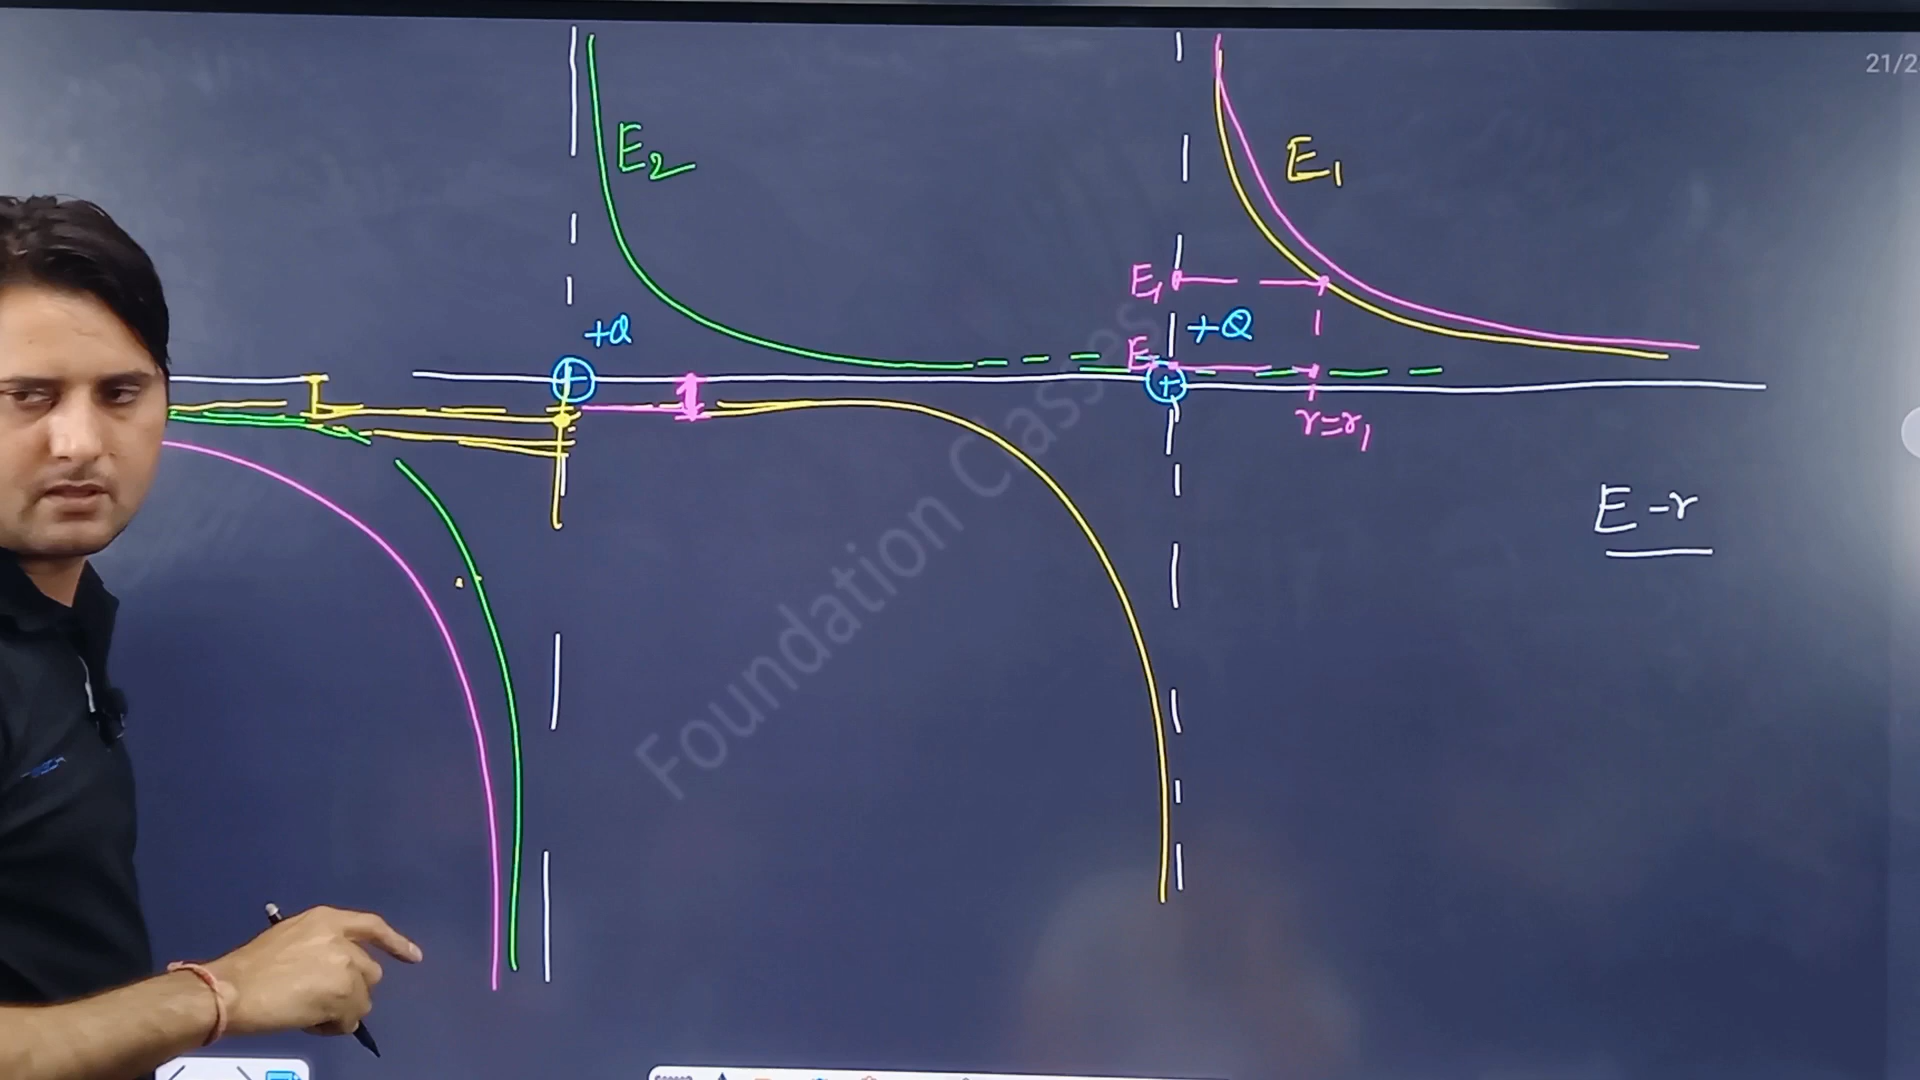 21/2
E₂
E₁
E₁
+Q
+Q
E
r=r₁
E-r
Foundation Classes